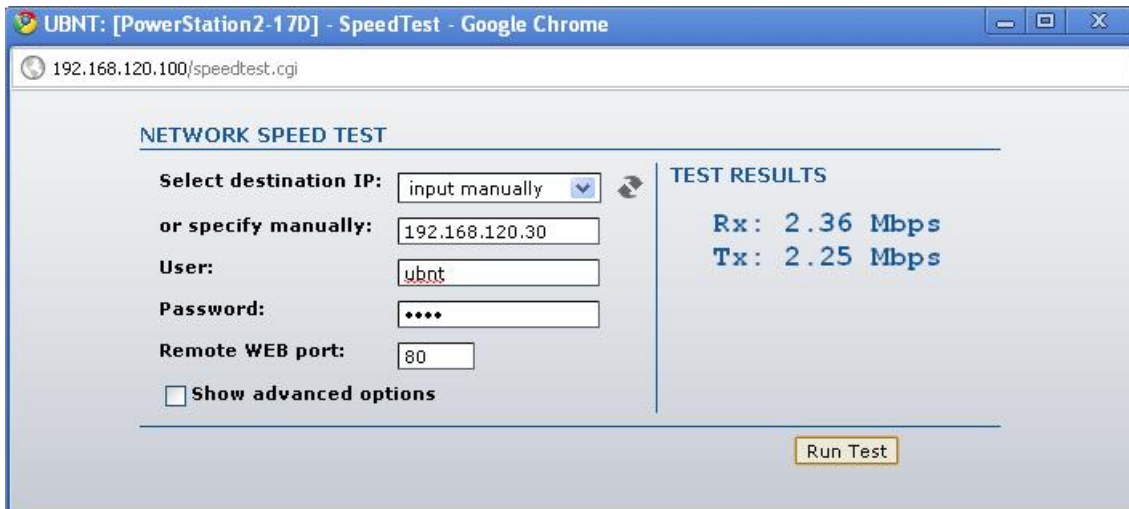 UBNT: [PowerStation2-17D] - SpeedTest - Google Chrome
192.168.120.100/speedtest.cgi
NETWORK SPEED TEST
Select destination IP: input manually
or specify manually: 192.168.120.30
User: ubnt
Password: ••••
Remote WEB port: 80
Show advanced options
TEST RESULTS
Rx: 2.36 Mbps
Tx: 2.25 Mbps
Run Test